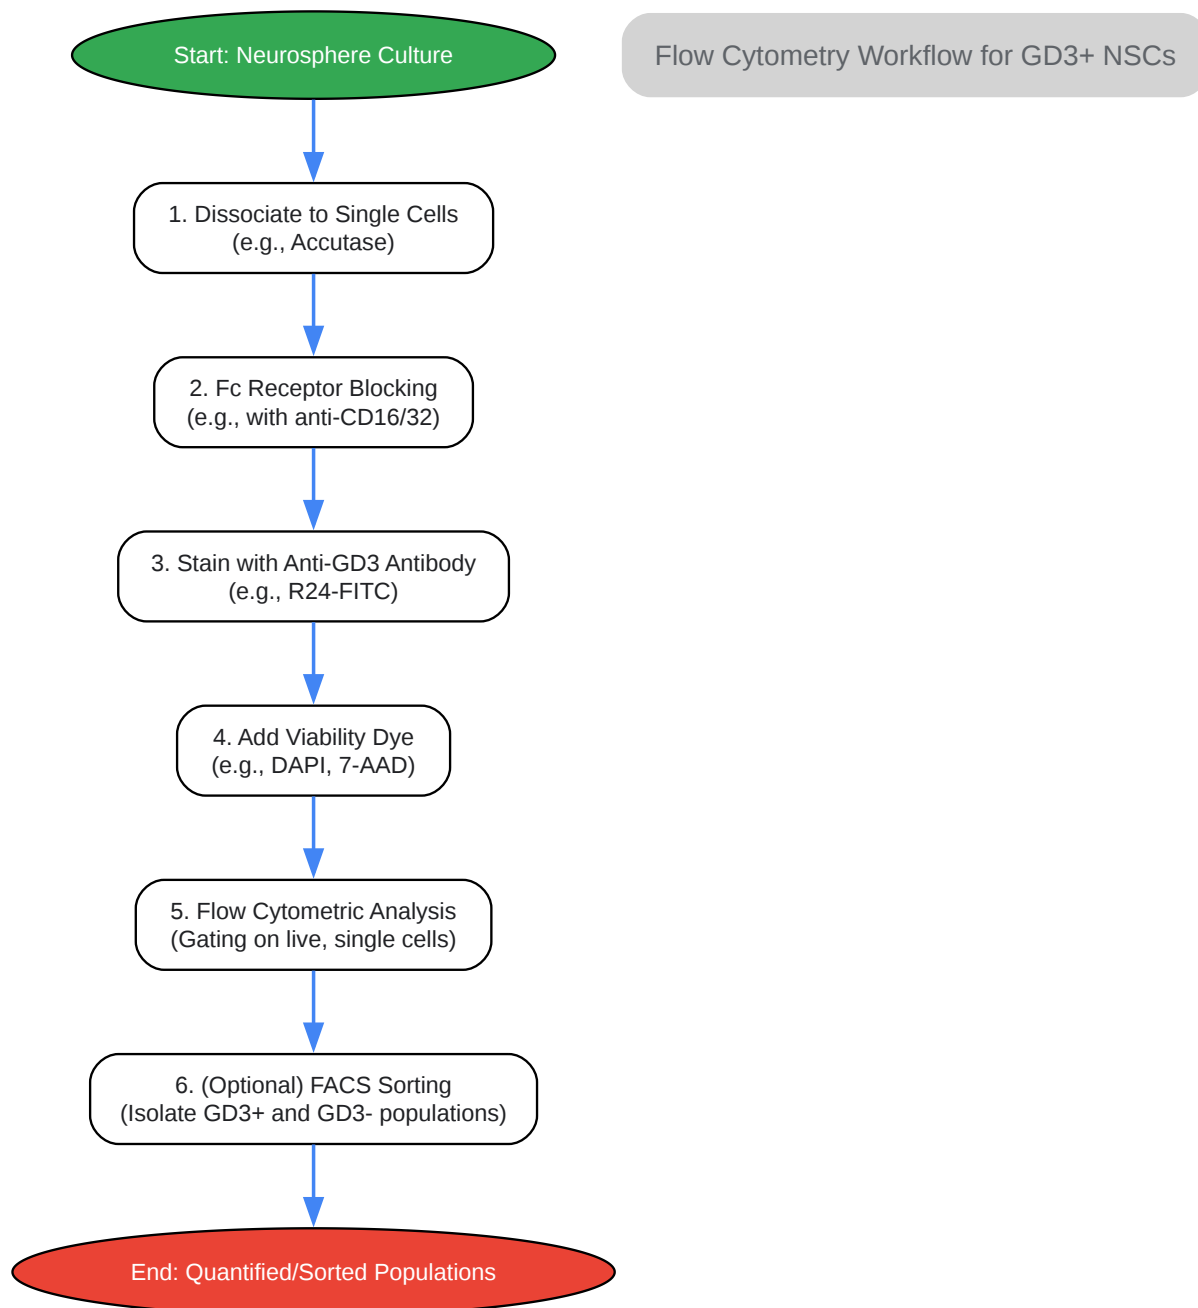 Start: Neurosphere Culture
Flow Cytometry Workflow for GD3+ NSCs
1. Dissociate to Single Cells
(e.g., Accutase)
2. Fc Receptor Blocking
(e.g., with anti-CD16/32)
3. Stain with Anti-GD3 Antibody
(e.g., R24-FITC)
4. Add Viability Dye
(e.g., DAPI, 7-AAD)
5. Flow Cytometric Analysis
(Gating on live, single cells)
6. (Optional) FACS Sorting
(Isolate GD3+ and GD3- populations)
End: Quantified/Sorted Populations